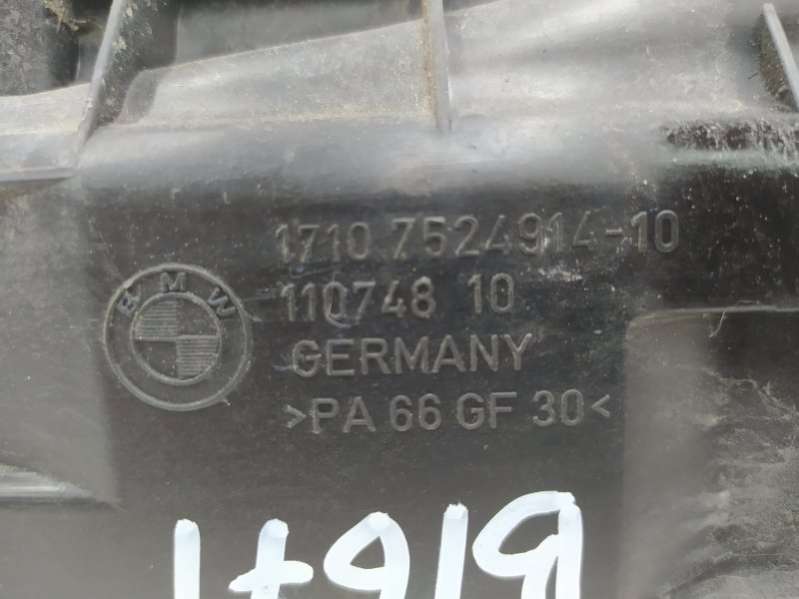 1710 7524914-10
110748 10
BMW
GERMANY
>PA 66 GF 30<